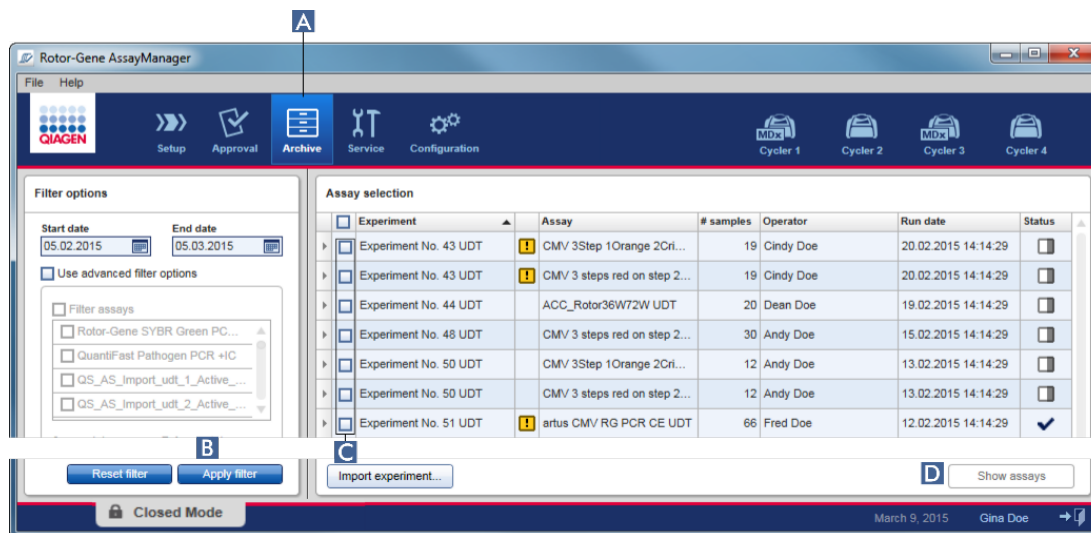 A
Rotor-Gene AssayManager
File Help
QIAGEN
Setup
Approval
Archive
Service
Configuration
MDx
Cycler 1
Cycler 2
MDx
Cycler 3
Cycler 4
Filter options
Start date
End date
05.02.2015
05.03.2015
Use advanced filter options
Filter assays
Rotor-Gene SYBR Green PC...
QuantiFast Pathogen PCR +IC
QS_AS_Import_udt_1_Active_...
QS_AS_Import_udt_2_Active_...
B
Reset filter
Apply filter
Assay selection
Experiment Assay # samples Operator Run date Status
Experiment No. 43 UDT ! CMV 3Step 1Orange 2Cri... 19 Cindy Doe 20.02.2015 14:14:29
Experiment No. 43 UDT ! CMV 3 steps red on step 2... 19 Cindy Doe 20.02.2015 14:14:29
Experiment No. 44 UDT ACC_Rotor36W72W UDT 20 Dean Doe 19.02.2015 14:14:29
Experiment No. 48 UDT CMV 3 steps red on step 2... 30 Andy Doe 15.02.2015 14:14:29
Experiment No. 50 UDT CMV 3Step 1Orange 2Cri... 12 Andy Doe 13.02.2015 14:14:29
Experiment No. 50 UDT CMV 3 steps red on step 2... 12 Andy Doe 13.02.2015 14:14:29
Experiment No. 51 UDT ! artus CMV RG PCR CE UDT 66 Fred Doe 12.02.2015 14:14:29
C
Import experiment...
D
Show assays
Closed Mode
March 9, 2015
Gina Doe